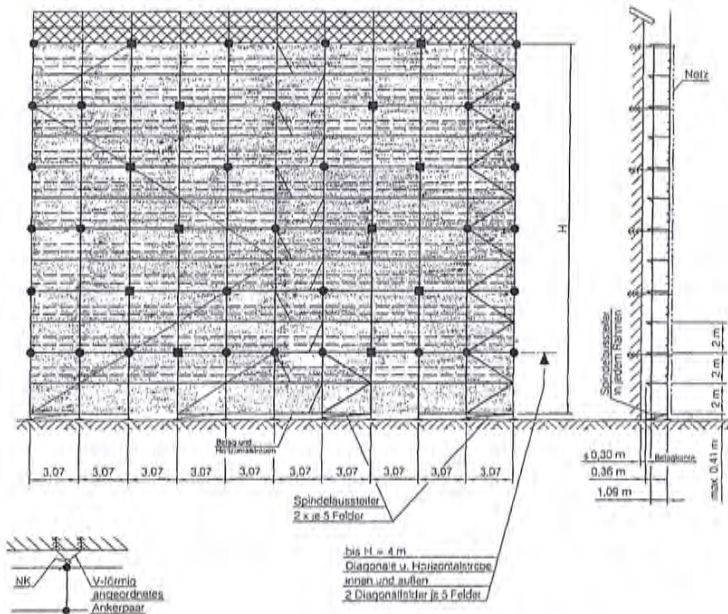 Netz
H
Spindelaussteifer
in jedem Rahmen
2 m
2 m
2 m
max. 0,41 m
Belag und
Horizontalstreben
≤ 0,30 m
Belagkante
0,36 m
1,09 m
3,07 3,07 3,07 3,07 3,07 3,07 3,07 3,07 3,07 3,07
Spindelaussteifer
2 x je 5 Felder
bis H = 4 m
Diagonale u. Horizontalstrebe
innen und außen
2 Diagonalfelder je 5 Felder
NK
V-förmig
angeordnetes
Ankerpaar